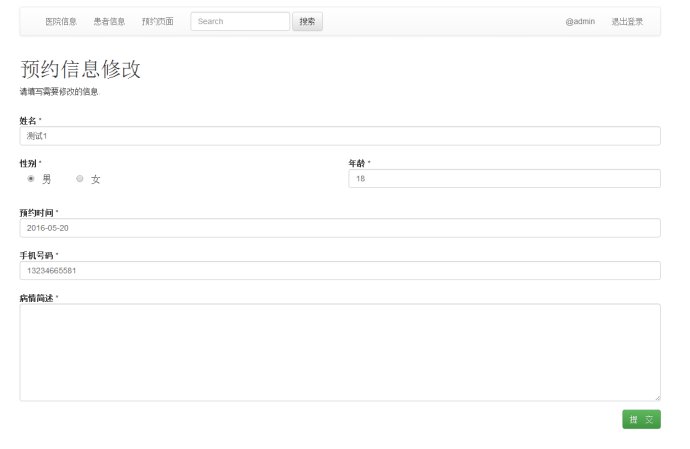 医院信息 患者信息 预约页面 Search 搜索 @admin 退出登录
预约信息修改
请填写需要修改的信息
姓名 *
测试1
性别 * 年龄 *
男 女 18
预约时间 *
2016-05-20
手机号码 *
13234665581
病情简述 *
提 交